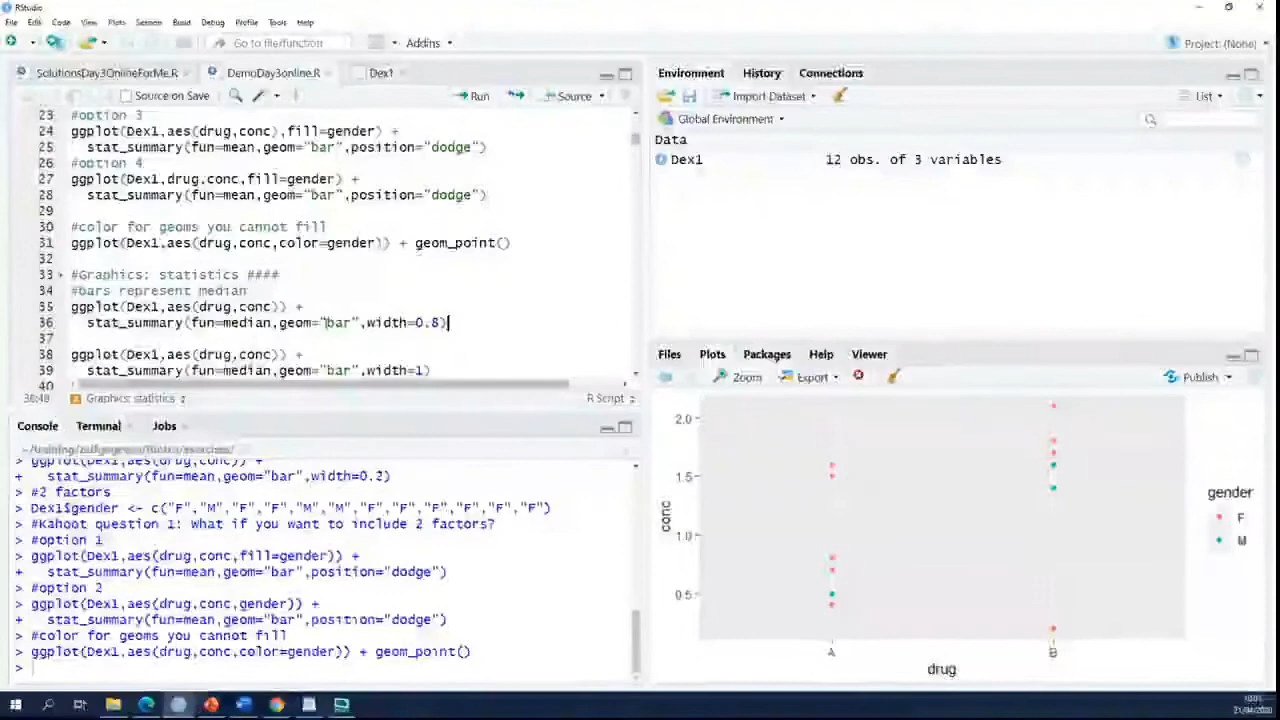 RStudio
File Edit Code View Plots Session Build Debug Profile Tools Help
Go to file/function Addins Project: (None)
SolutionsDay3OnlineForMe.R DemoDay3online.R Dex1
Source on Save Run Source
23 #option 3
24 ggplot(Dex1,aes(drug,conc),fill=gender) +
25 stat_summary(fun=mean,geom="bar",position="dodge")
26 #option 4
27 ggplot(Dex1,drug,conc,fill=gender) +
28 stat_summary(fun=mean,geom="bar",position="dodge")
29
30 #color for geoms you cannot fill
31 ggplot(Dex1,aes(drug,conc,color=gender)) + geom_point()
32
33 #Graphics: statistics ####
34 #bars represent median
35 ggplot(Dex1,aes(drug,conc)) +
36 stat_summary(fun=median,geom="bar",width=0.8)
37
38 ggplot(Dex1,aes(drug,conc)) +
39 stat_summary(fun=median,geom="bar",width=1)
40
36:48 Graphics: statistics R Script
Console Terminal Jobs
> ggplot(Dex1,aes(drug,conc)) +
+ stat_summary(fun=mean,geom="bar",width=0.2)
> #2 factors
> Dex1$gender <- c("F","M","F","F","M","M","F","F","F","F","F","F")
> #Kahoot question 1: what if you want to include 2 factors?
> #option 1
> ggplot(Dex1,aes(drug,conc,fill=gender)) +
+ stat_summary(fun=mean,geom="bar",position="dodge")
> #option 2
> ggplot(Dex1,aes(drug,conc,gender)) +
+ stat_summary(fun=mean,geom="bar",position="dodge")
> #color for geoms you cannot fill
> ggplot(Dex1,aes(drug,conc,color=gender)) + geom_point()
>
Environment History Connections
Import Dataset List
Global Environment
Data
Dex1 12 obs. of 3 variables
Files Plots Packages Help Viewer
Zoom Export Publish
2.0
1.5
1.0
0.5
conc
A B
drug
gender
F
M